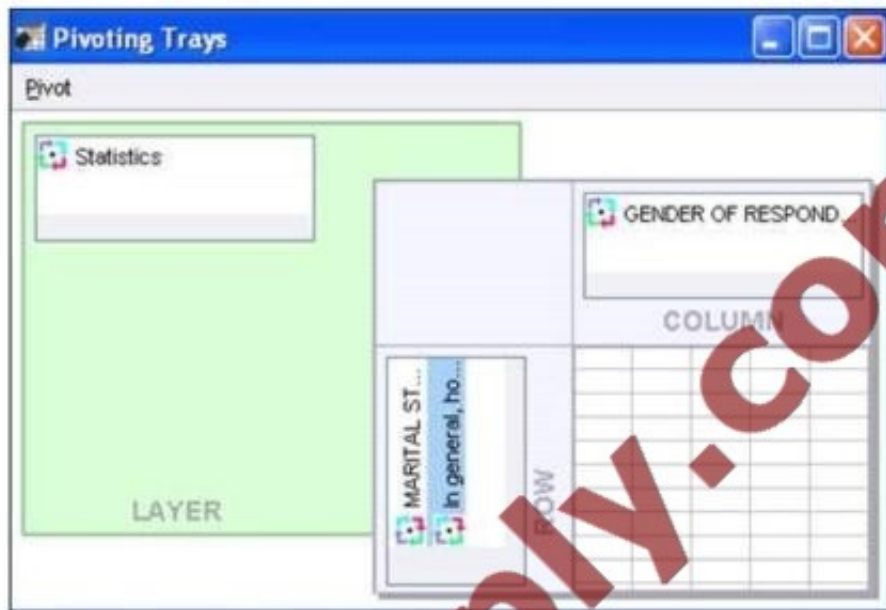 Pivoting Trays
Pivot
Statistics
GENDER OF RESPOND...
COLUMN
MARITAL ST...
In general, ho...
ROW
LAYER